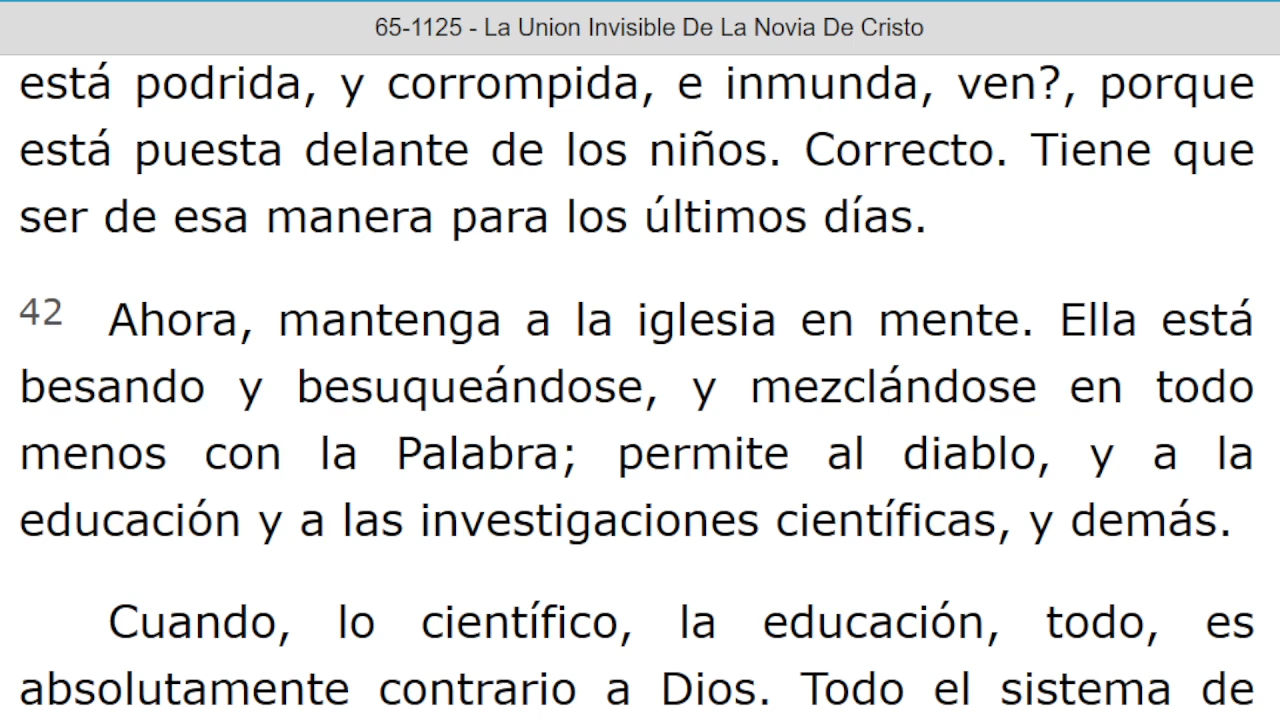 65-1125 - La Union Invisible De La Novia De Cristo
está podrida, y corrompida, e inmunda, ven?, porque
está puesta delante de los niños. Correcto. Tiene que
ser de esa manera para los últimos días.
42 Ahora, mantenga a la iglesia en mente. Ella está
besando y besuqueándose, y mezclándose en todo
menos con la Palabra; permite al diablo, y a la
educación y a las investigaciones científicas, y demás.
Cuando, lo científico, la educación, todo, es
absolutamente contrario a Dios. Todo el sistema de